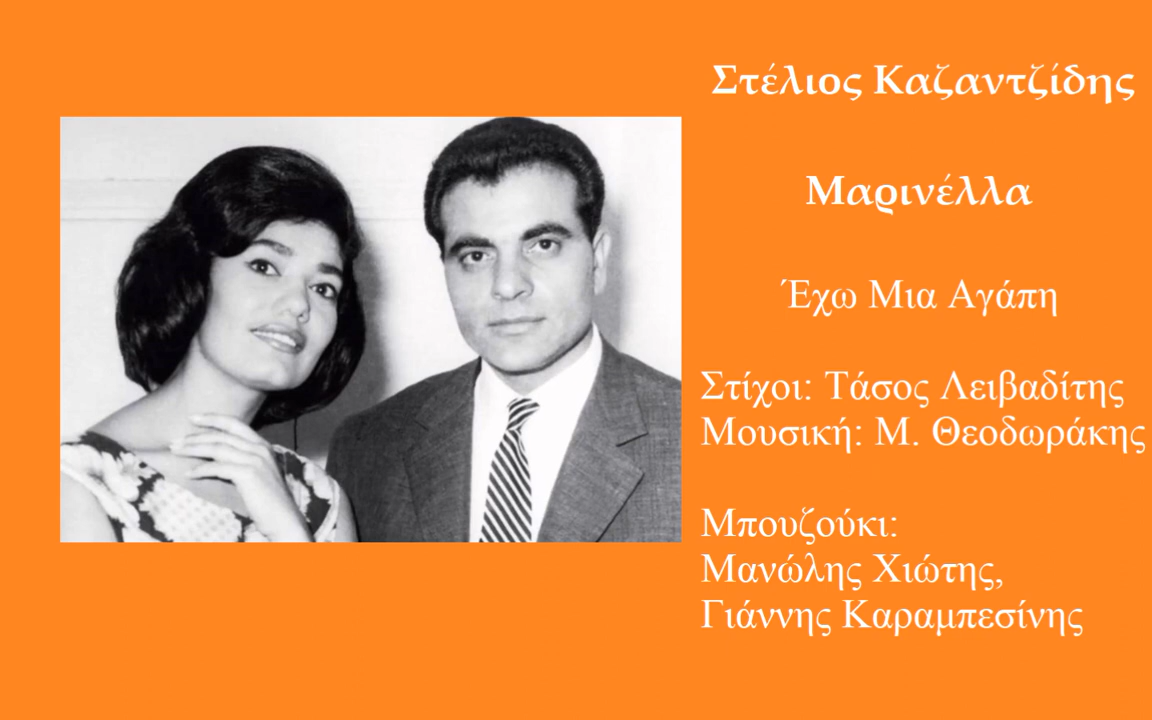 Στέλιος Καζαντζίδης
Μαρινέλλα
Έχω Μια Αγάπη
Στίχοι: Τάσος Λειβαδίτης
Μουσική: Μ. Θεοδωράκης
Μπουζούκι:
Μανώλης Χιώτης,
Γιάννης Καραμπεσίνης